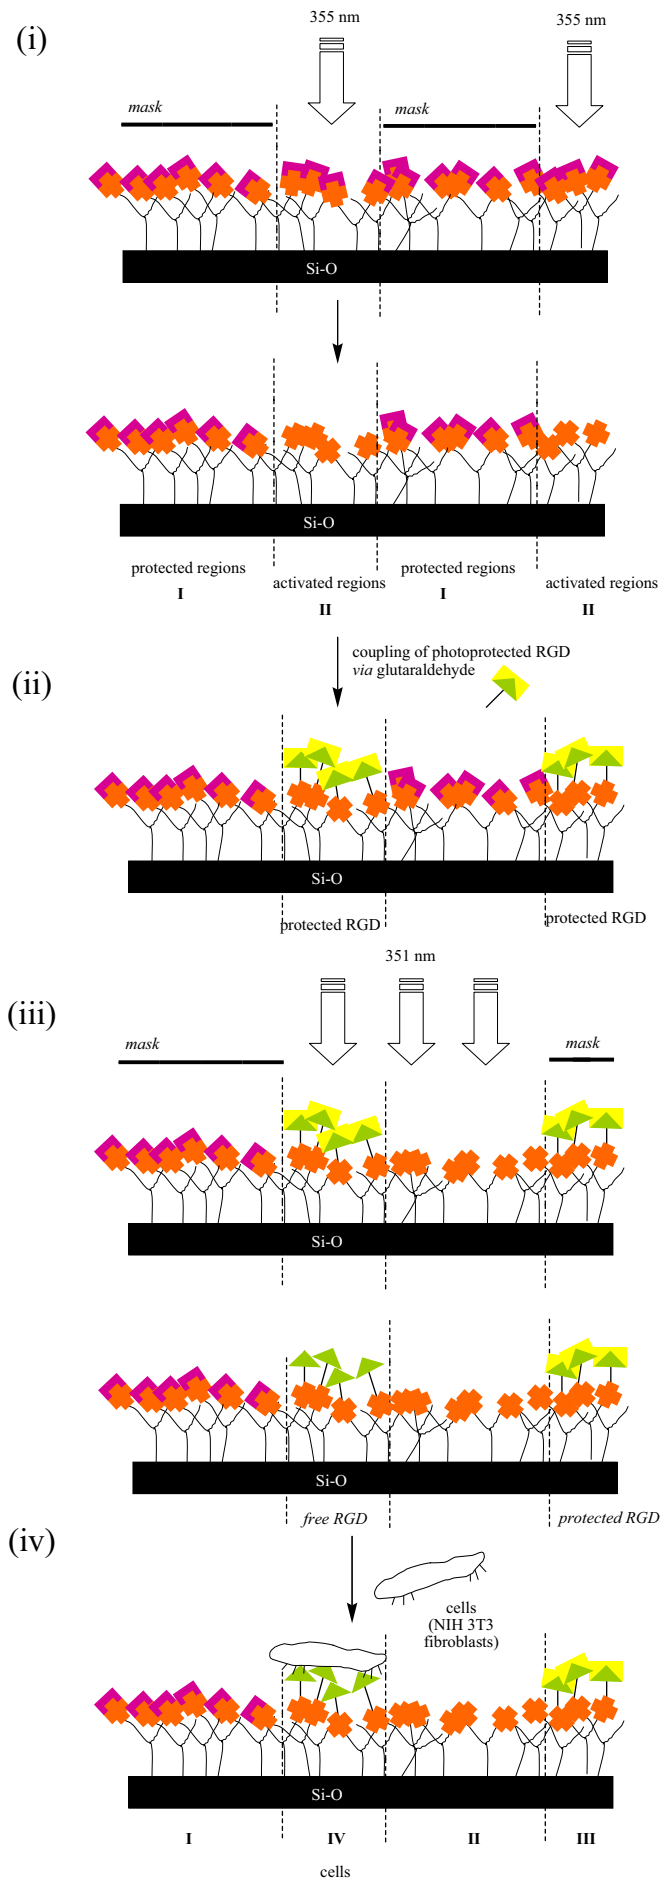 (i)
355 nm
355 nm
mask
mask
Si-O
Si-O
protected regions
I
activated regions
II
protected regions
I
activated regions
II
(ii)
coupling of photoprotected RGD
via glutaraldehyde
Si-O
protected RGD
protected RGD
351 nm
(iii)
mask
mask
Si-O
Si-O
free RGD
protected RGD
(iv)
cells
(NIH 3T3
fibroblasts)
Si-O
I
IV
II
III
cells